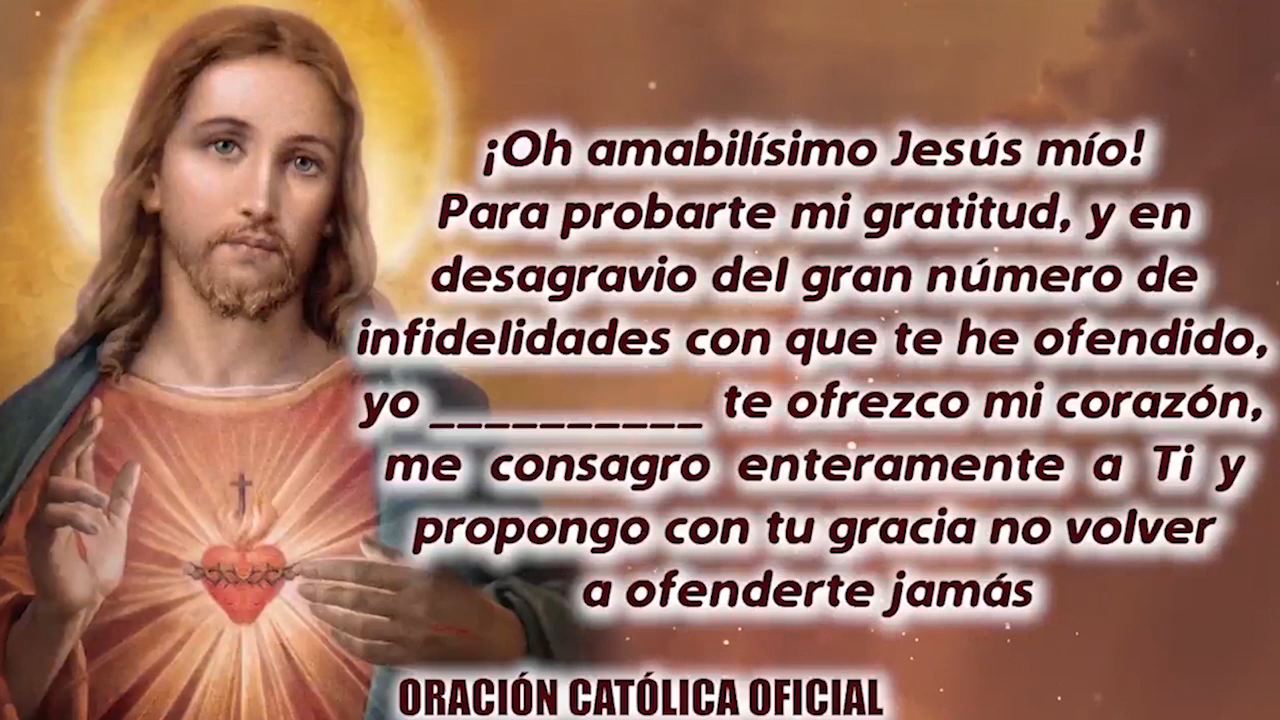 ¡Oh amabilísimo Jesús mío!
Para probarte mi gratitud, y en
desagravio del gran número de
infidelidades con que te he ofendido,
yo __________ te ofrezco mi corazón,
me consagro enteramente a Ti y
propongo con tu gracia no volver
a ofenderte jamás
ORACIÓN CATÓLICA OFICIAL